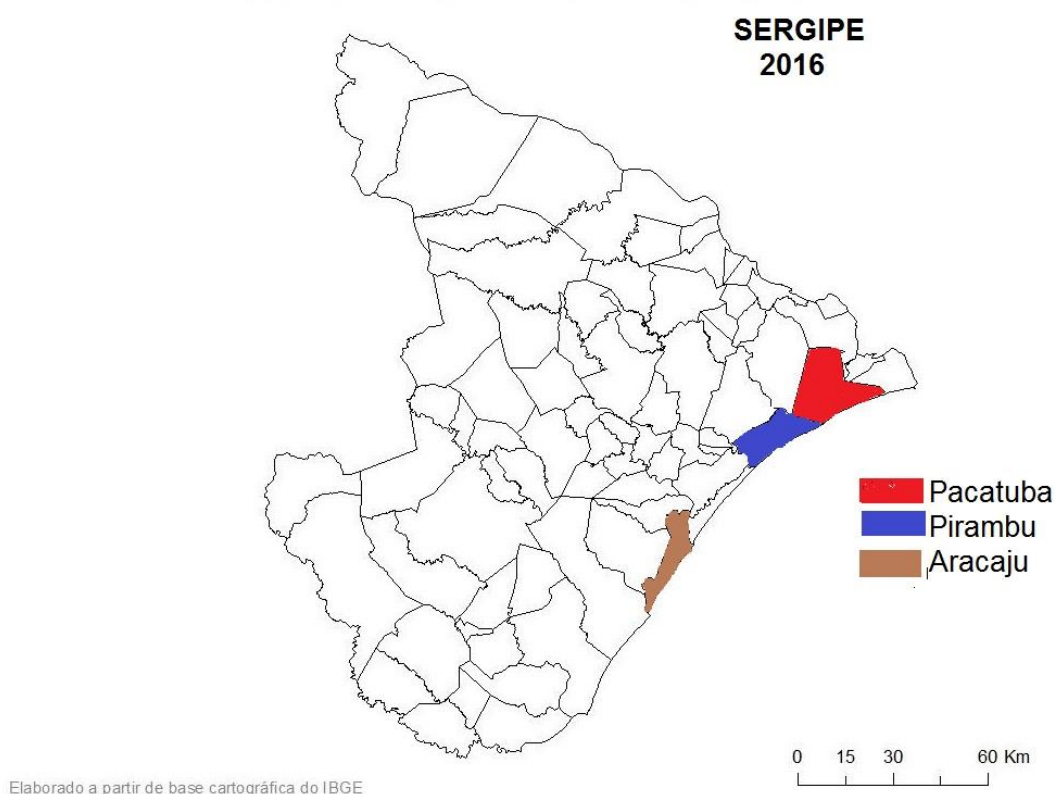 SERGIPE
2016
Pacatuba
Pirambu
Aracaju
0 15 30 60 Km
Elaborado a partir de base cartográfica do IBGE